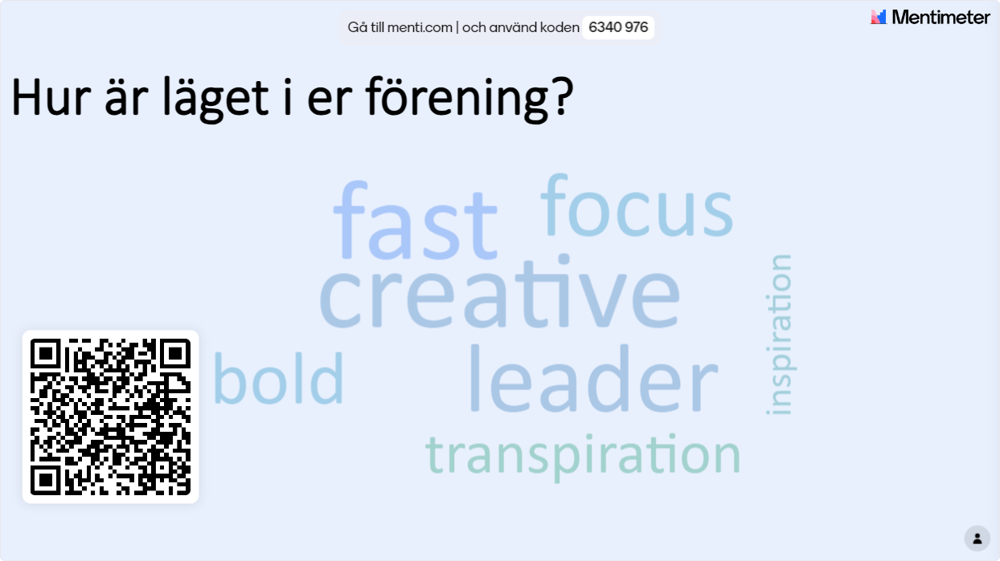 Gå till menti.com | och använd koden 6340 976
Mentimeter
Hur är läget i er förening?
fast
focus
creative
inspiration
bold
leader
transpiration